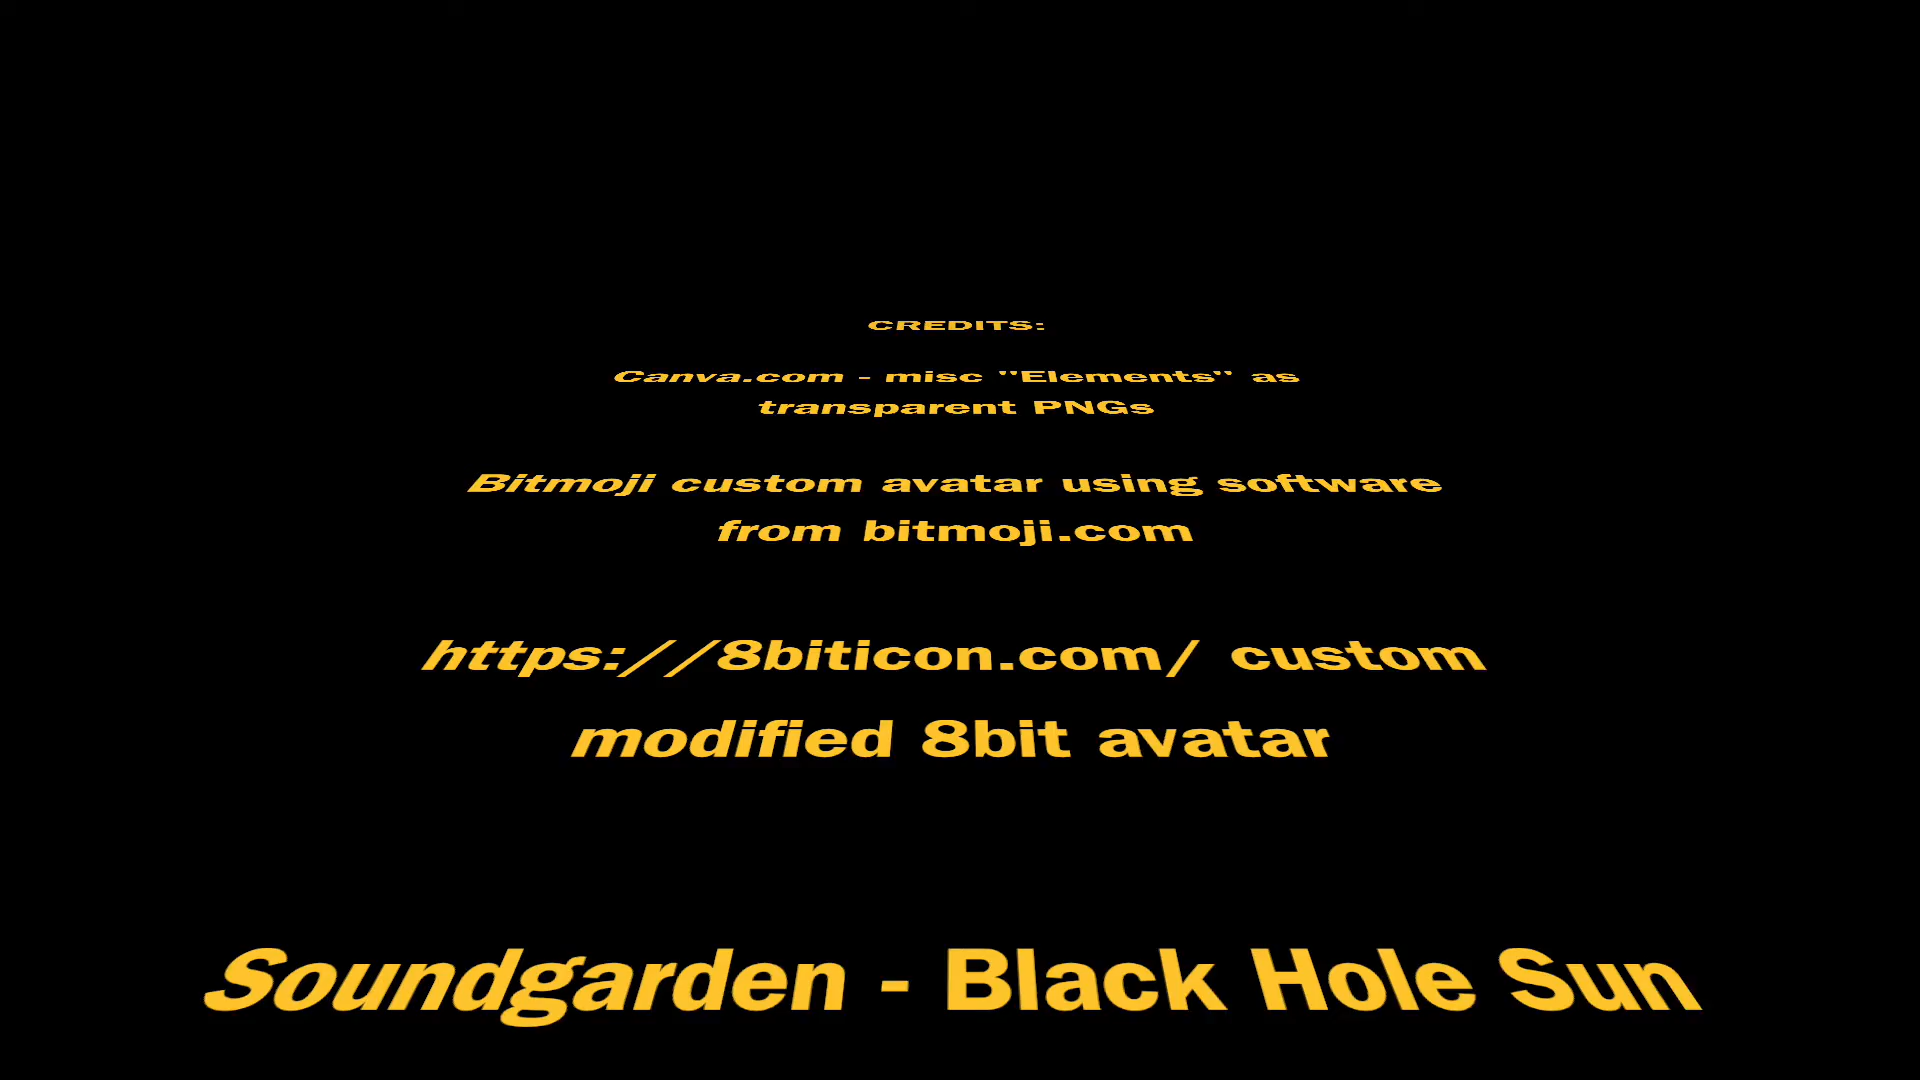 CREDITS:
Canva.com - misc "Elements" as
transparent PNGs
Bitmoji custom avatar using software
from bitmoji.com
https://8biticon.com/ custom
modified 8bit avatar
Soundgarden - Black Hole Sun